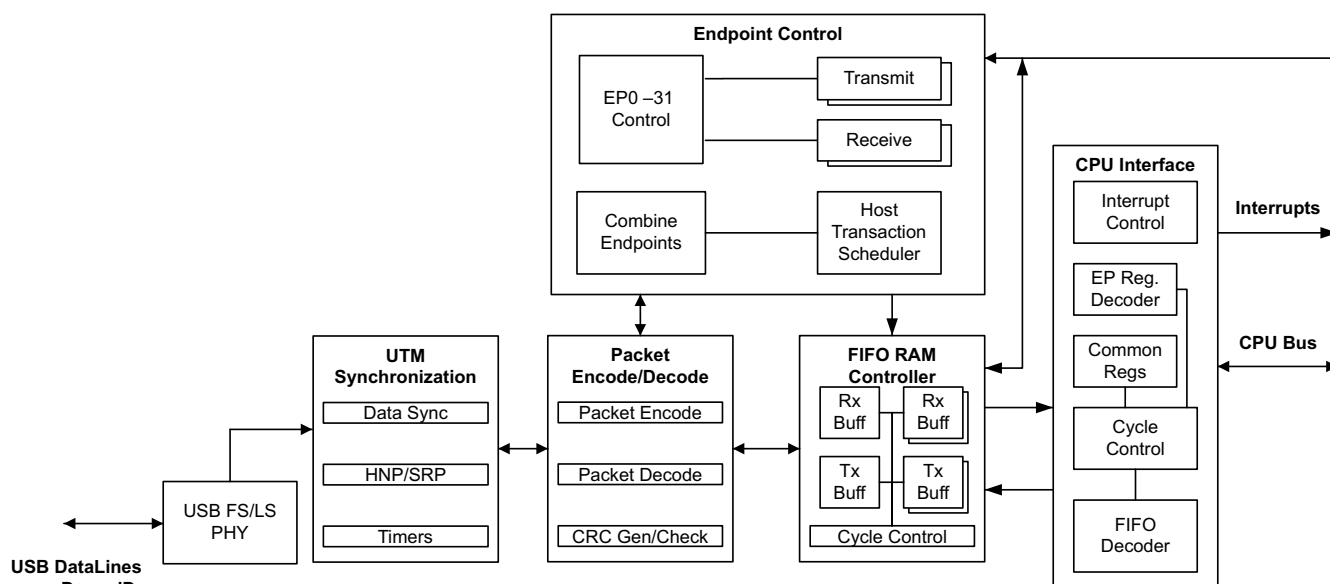 Endpoint Control
EP0 –31
Control
Transmit
Receive
Combine
Endpoints
Host
Transaction
Scheduler
CPU Interface
Interrupt
Control
Interrupts
EP Reg.
Decoder
Common
Regs
CPU Bus
Cycle
Control
FIFO
Decoder
UTM
Synchronization
Data Sync
HNP/SRP
Timers
Packet
Encode/Decode
Packet Encode
Packet Decode
CRC Gen/Check
FIFO RAM
Controller
Rx
Buff
Rx
Buff
Tx
Buff
Tx
Buff
Cycle Control
USB FS/LS
PHY
USB DataLines